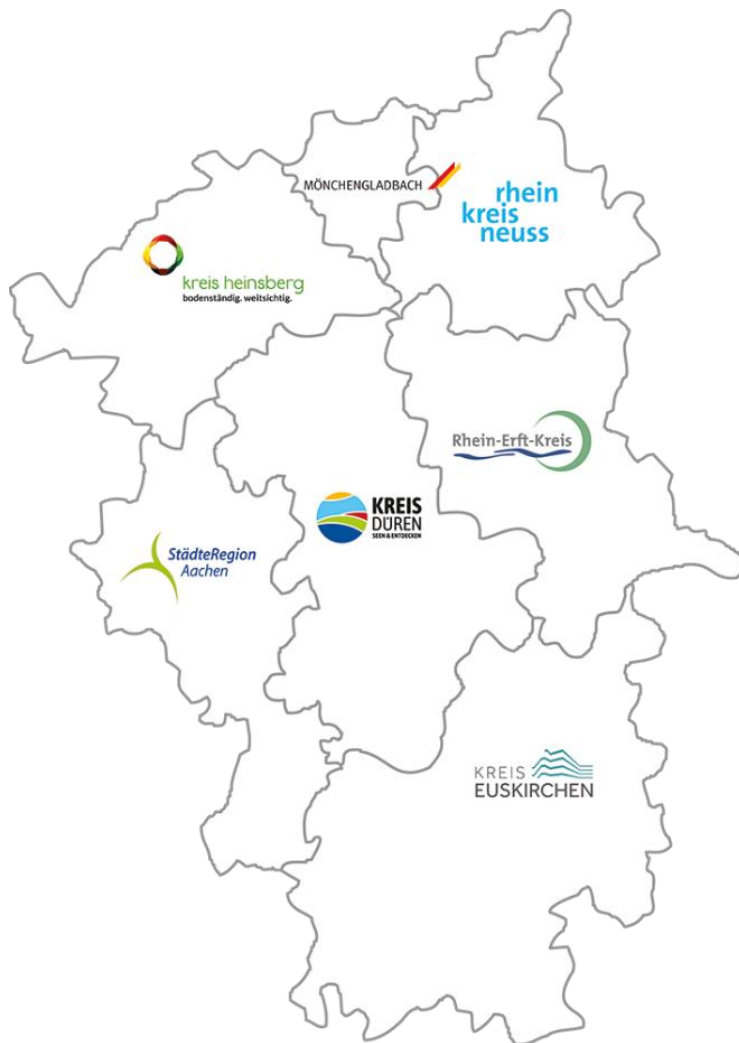 MÖNCHENGLADBACH
rhein
kreis
neuss
kreis heinsberg
bodenständig. weitsichtig.
Rhein-Erft-Kreis
KREIS
DÜREN
SEEN & ENTDECKEN
StädteRegion
Aachen
KREIS
EUSKIRCHEN